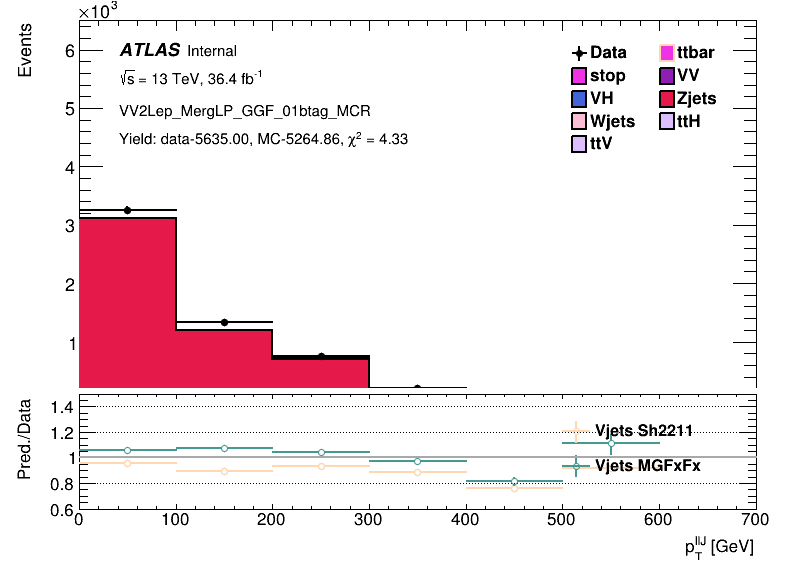 ×10³
Events
ATLAS Internal
√s = 13 TeV, 36.4 fb⁻¹
VV2Lep_MergLP_GGF_01btag_MCR
Yield: data-5635.00, MC-5264.86, χ² = 4.33
Data
ttbar
stop
VV
VH
Zjets
Wjets
ttH
ttV
6
5
4
3
2
1
Pred./Data
1.4
1.2
1
0.8
0.6
Vjets Sh2211
Vjets MGFxFx
0 100 200 300 400 500 600 700
p_T^llJ [GeV]